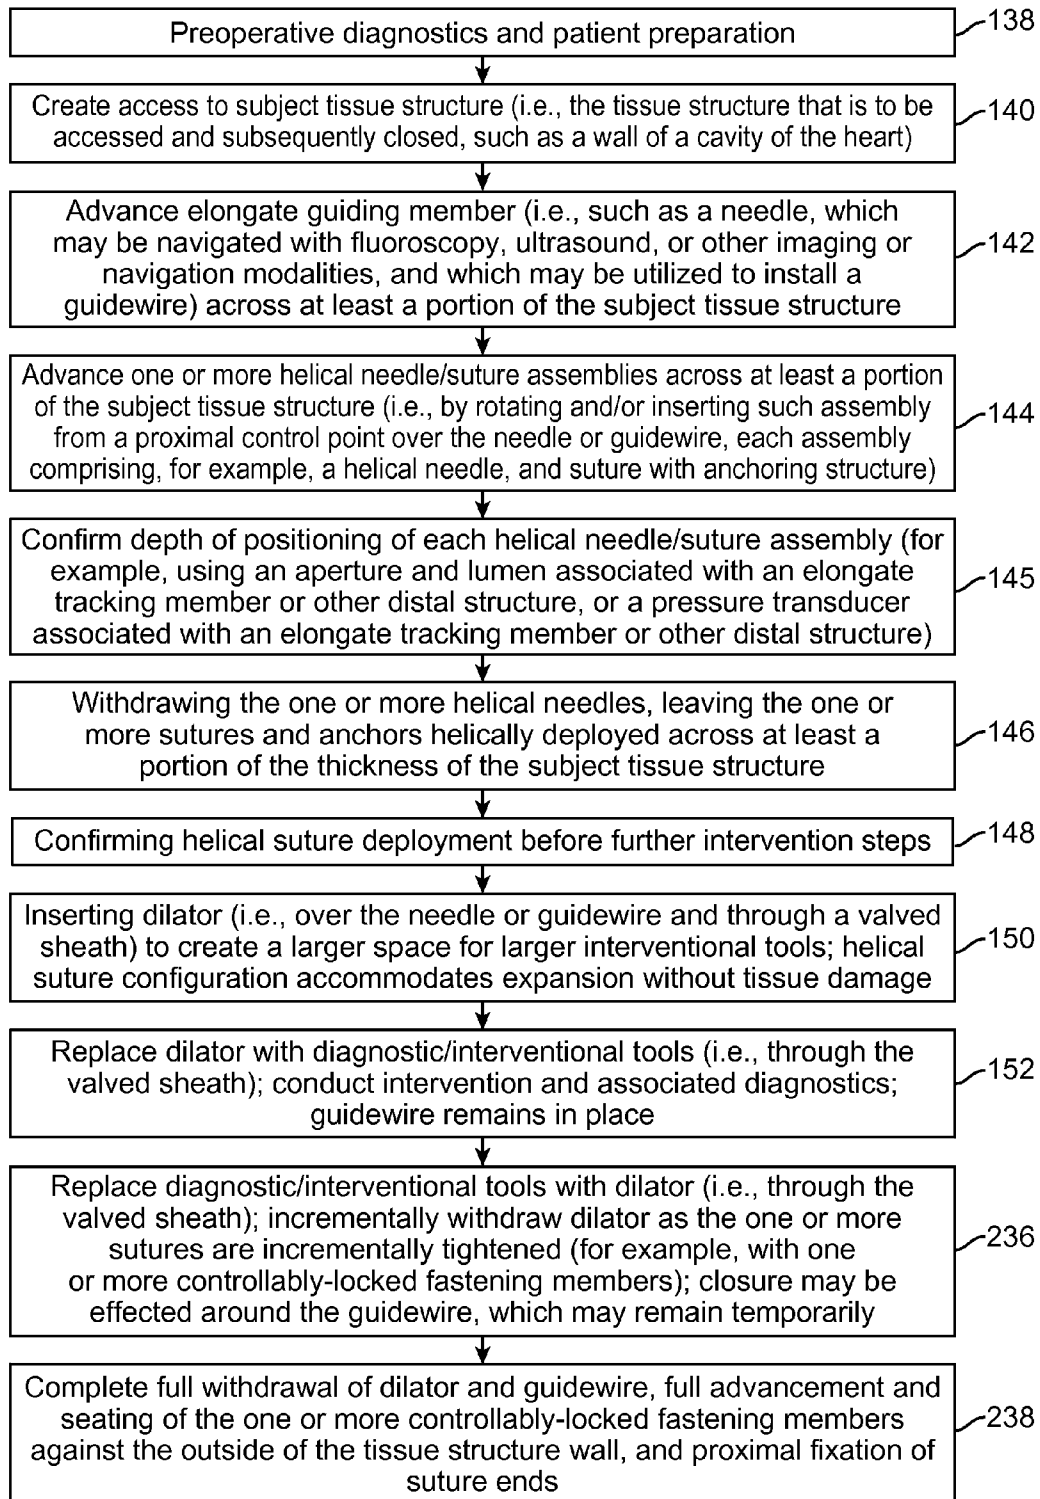 Preoperative diagnostics and patient preparation
138
Create access to subject tissue structure (i.e., the tissue structure that is to be
accessed and subsequently closed, such as a wall of a cavity of the heart)
140
Advance elongate guiding member (i.e., such as a needle, which
may be navigated with fluoroscopy, ultrasound, or other imaging or
navigation modalities, and which may be utilized to install a
guidewire) across at least a portion of the subject tissue structure
142
Advance one or more helical needle/suture assemblies across at least a portion
of the subject tissue structure (i.e., by rotating and/or inserting such assembly
from a proximal control point over the needle or guidewire, each assembly
comprising, for example, a helical needle, and suture with anchoring structure)
144
Confirm depth of positioning of each helical needle/suture assembly (for
example, using an aperture and lumen associated with an elongate
tracking member or other distal structure, or a pressure transducer
associated with an elongate tracking member or other distal structure)
145
Withdrawing the one or more helical needles, leaving the one or
more sutures and anchors helically deployed across at least a
portion of the thickness of the subject tissue structure
146
Confirming helical suture deployment before further intervention steps
148
Inserting dilator (i.e., over the needle or guidewire and through a valved
sheath) to create a larger space for larger interventional tools; helical
suture configuration accommodates expansion without tissue damage
150
Replace dilator with diagnostic/interventional tools (i.e., through the
valved sheath); conduct intervention and associated diagnostics;
guidewire remains in place
152
Replace diagnostic/interventional tools with dilator (i.e., through the
valved sheath); incrementally withdraw dilator as the one or more
sutures are incrementally tightened (for example, with one
or more controllably-locked fastening members); closure may be
effected around the guidewire, which may remain temporarily
236
Complete full withdrawal of dilator and guidewire, full advancement and
seating of the one or more controllably-locked fastening members
against the outside of the tissue structure wall, and proximal fixation of
suture ends
238